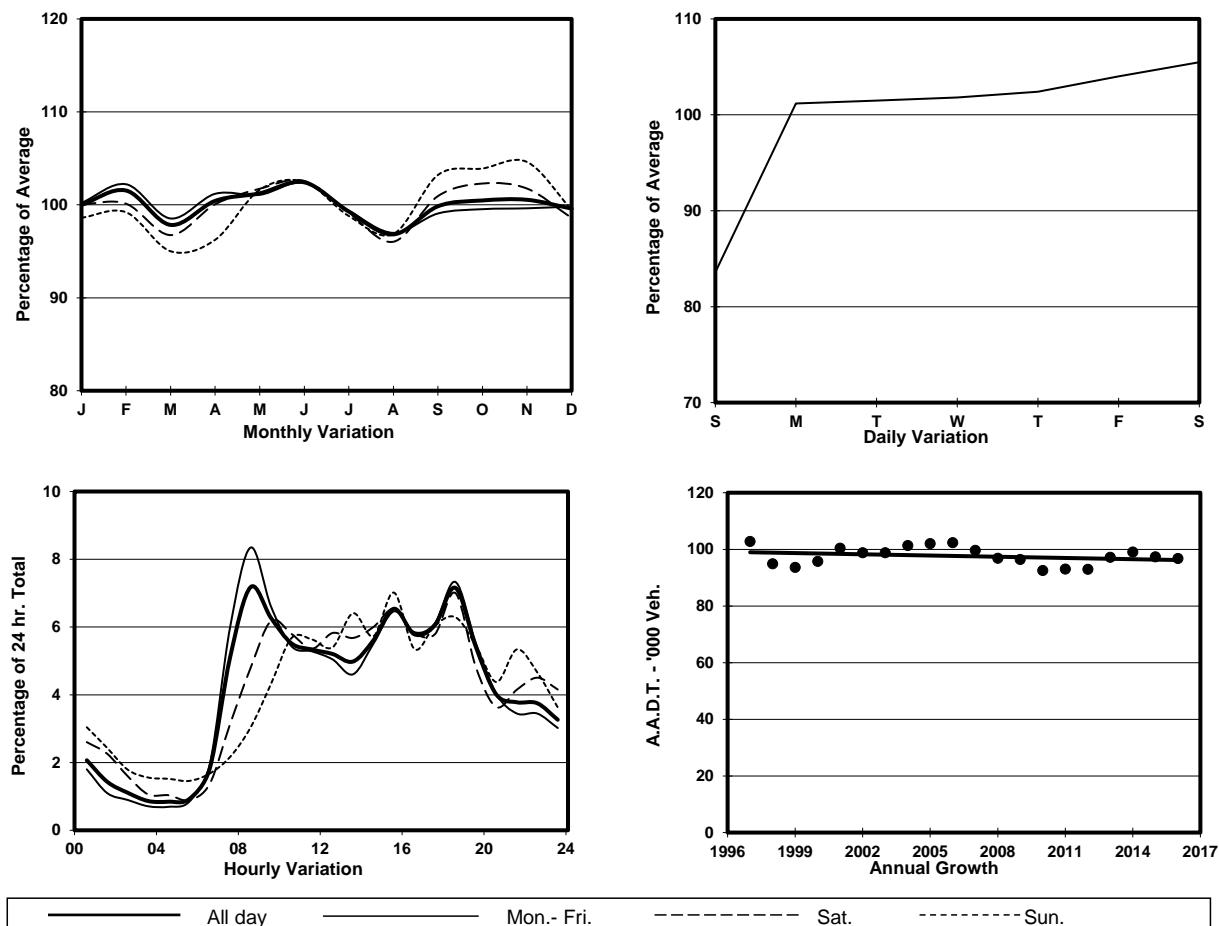 120
110
100
90
80
Percentage of Average
J F M A M J J A S O N D
Monthly Variation
110
100
90
80
70
Percentage of Average
S M T W T F S
Daily Variation
10
8
6
4
2
0
Percentage of 24 hr. Total
00 04 08 12 16 20 24
Hourly Variation
120
100
80
60
40
20
0
A.A.D.T. - '000 Veh.
1996 1999 2002 2005 2008 2011 2014 2017
Annual Growth
All day Mon.- Fri. Sat. Sun.